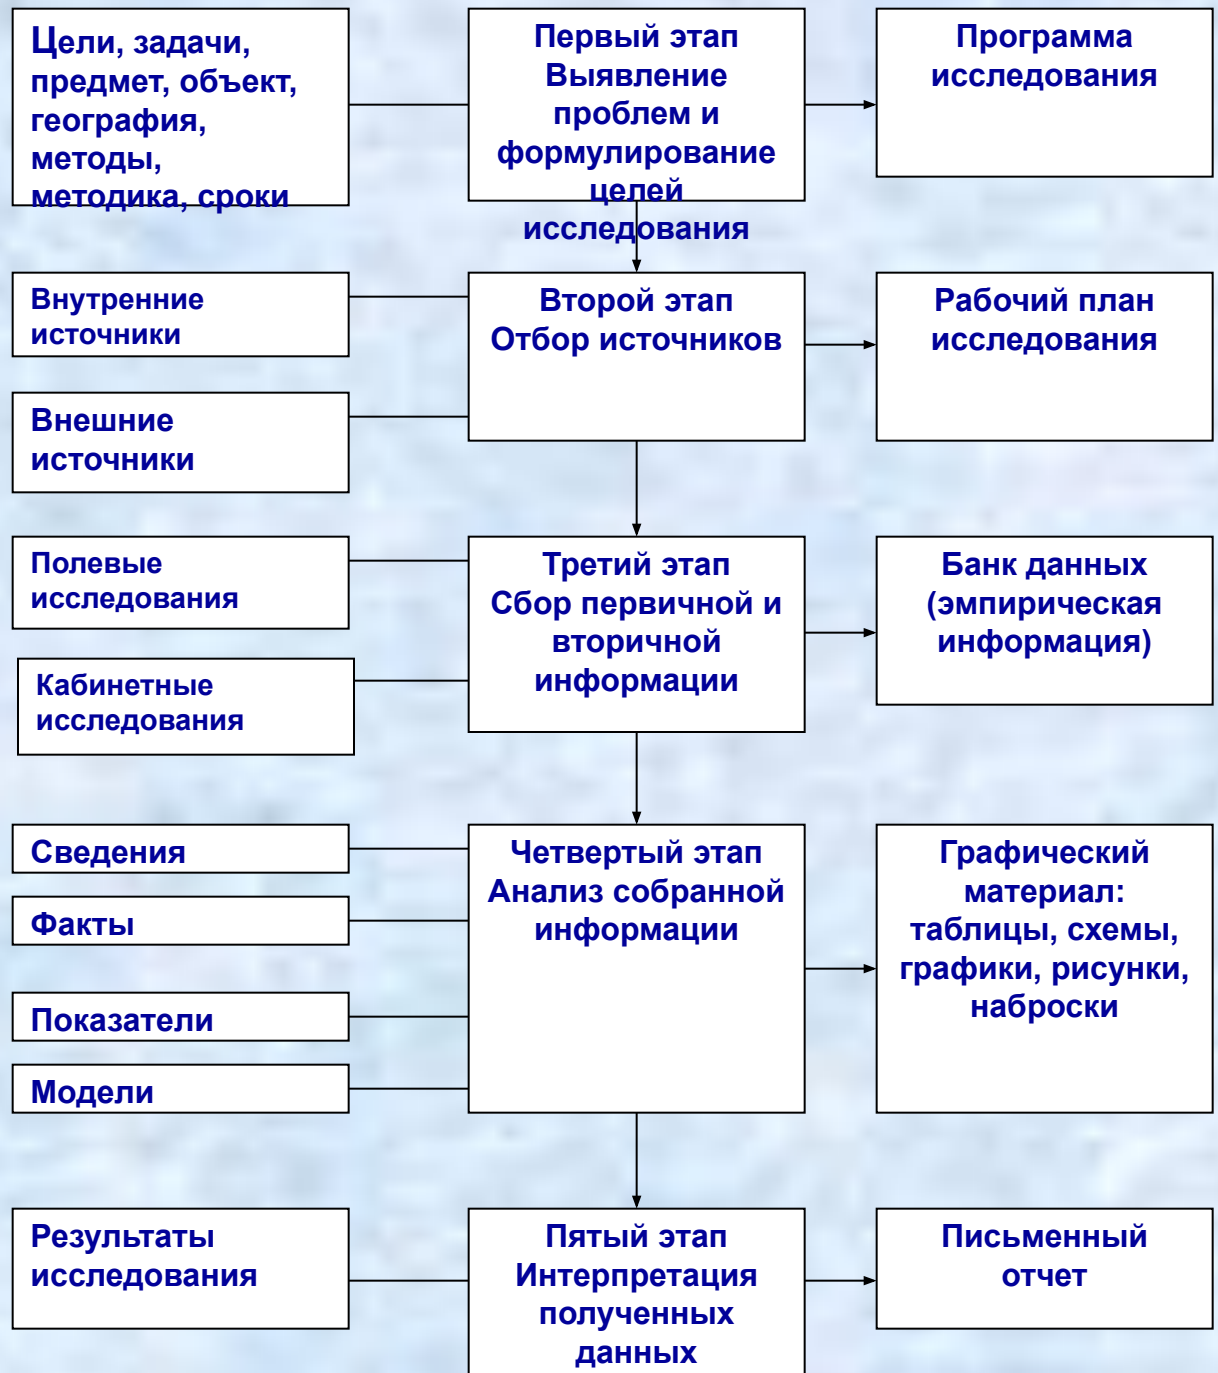 Цели, задачи,
предмет, объект,
география,
методы,
методика, сроки
Первый этап
Выявление
проблем и
формулирование
целей
исследования
Программа
исследования
Внутренние
источники
Внешние
источники
Второй этап
Отбор источников
Рабочий план
исследования
Полевые
исследования
Кабинетные
исследования
Третий этап
Сбор первичной и
вторичной
информации
Банк данных
(эмпирическая
информация)
Сведения
Факты
Показатели
Модели
Четвертый этап
Анализ собранной
информации
Графический
материал:
таблицы, схемы,
графики, рисунки,
наброски
Результаты
исследования
Пятый этап
Интерпретация
полученных
данных
Письменный
отчет